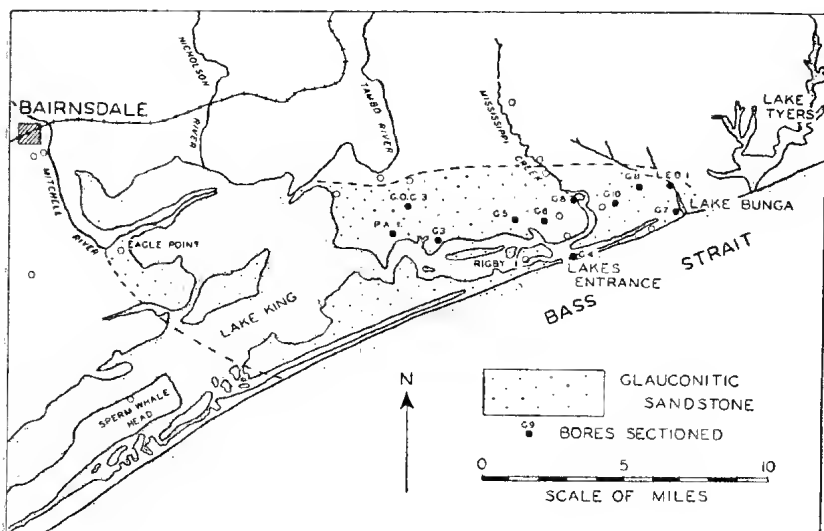 NICHOLSON
RIVER
TAMBO RIVER
MISSISSIPPI
CREEK
LAKE
TYERS
BAIRNSDALE
MITCHELL
RIVER
G.O.C 3
P.A.
G3
G5
G6
G8
G10
G11
L.E.O 1
G7
LAKE BUNGA
EAGLE POINT
RIGBY I
G4
LAKES
ENTRANCE
BASS STRAIT
LAKE KING
SPERM WHALE
HEAD
N
GLAUCONITIC
SANDSTONE
G9
BORES SECTIONED
0 5 10
SCALE OF MILES